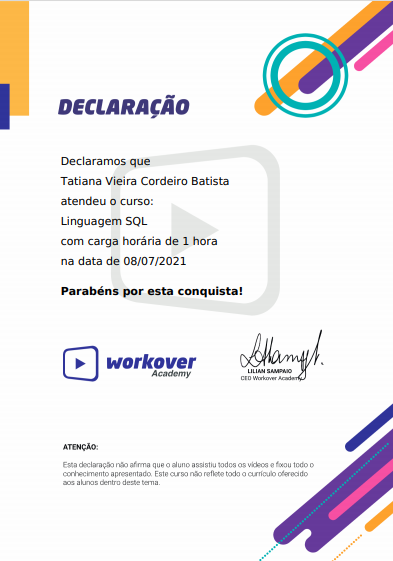 DECLARAÇÃO
Declaramos que
Tatiana Vieira Cordeiro Batista
atendeu o curso:
Linguagem SQL
com carga horária de 1 hora
na data de 08/07/2021
Parabéns por esta conquista!
workover
Academy
LILIAN SAMPAIO
CEO Workover Academy
ATENÇÃO:
Esta declaração não afirma que o aluno assistiu todos os vídeos e fixou todo o
conhecimento apresentado. Este curso não reflete todo o currículo oferecido
aos alunos dentro deste tema.